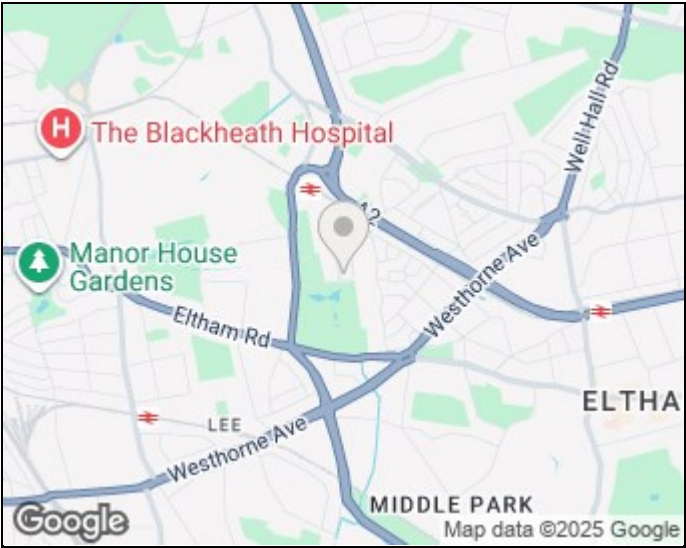 Well Hall Rd
H
The Blackheath Hospital
A2
Manor House
Gardens
Westhorne Ave
Eltham Rd
ELTHA
LEE
Westhorne Ave
MIDDLE PARK
Google
Map data ©2025 Google